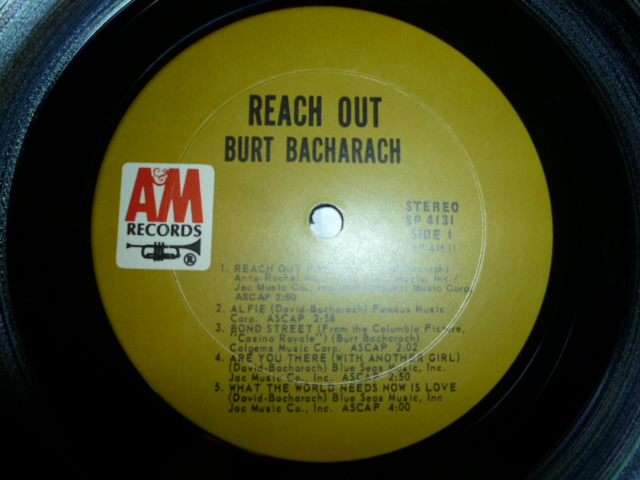 REACH OUT
BURT BACHARACH
A&M
RECORDS
®
STEREO
SP 4131
SIDE 1
1. REACH OUT
Jac Music Co., Music Corp.
ASCAP 2:50
2. ALFIE (David-Bacharach) Famous Music
Corp. ASCAP 2:58
3. BOND STREET (From the Columbia Picture,
"Casino Royale") (Burt Bacharach)
Colgems Music Corp. ASCAP 2:02
4. ARE YOU THERE (WITH ANOTHER GIRL)
(David-Bacharach) Blue Seas Music, Inc.
Jac Music Co., Inc. ASCAP 2:50
5. WHAT THE WORLD NEEDS NOW IS LOVE
(David-Bacharach) Blue Seas Music, Inc.
Jac Music Co., Inc. ASCAP 4:00